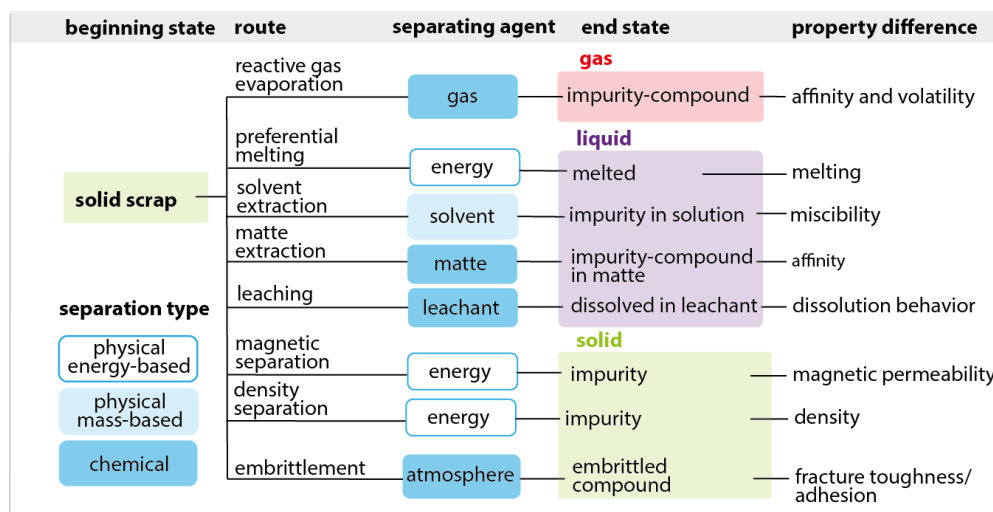 beginning state route separating agent end state property difference
gas
reactive gas
evaporation
gas
impurity-compound
affinity and volatility
liquid
preferential
melting
energy
melted
melting
solid scrap
solvent
extraction
solvent
impurity in solution
miscibility
matte
extraction
matte
impurity-compound
in matte
affinity
leaching
leachant
dissolved in leachant
dissolution behavior
separation type
solid
physical
energy-based
magnetic
separation
energy
impurity
magnetic permeability
physical
mass-based
density
separation
energy
impurity
density
chemical
embrittlement
atmosphere
embrittled
compound
fracture toughness/
adhesion